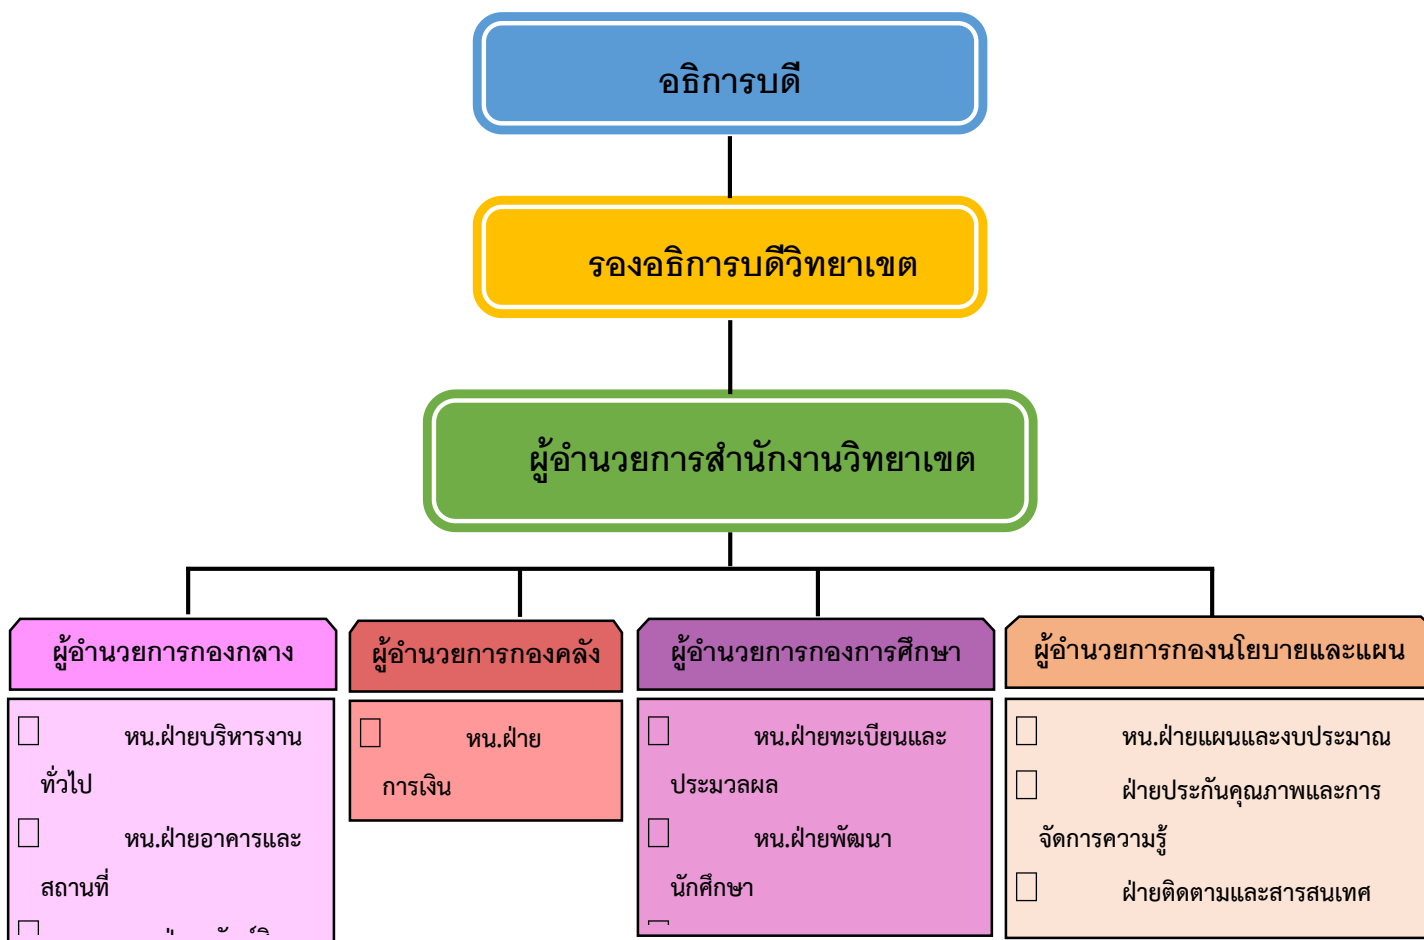 อธิการบดี
รองอธิการบดีวิทยาเขต
ผู้อำนวยการสำนักงานวิทยาเขต
ผู้อำนวยการกองกลาง
หน.ฝ่ายบริหารงาน
ทั่วไป
หน.ฝ่ายอาคารและ
สถานที่
ผู้อำนวยการกองคลัง
หน.ฝ่าย
การเงิน
ผู้อำนวยการกองการศึกษา
หน.ฝ่ายทะเบียนและ
ประมวลผล
หน.ฝ่ายพัฒนา
นักศึกษา
ผู้อำนวยการกองนโยบายและแผน
หน.ฝ่ายแผนและงบประมาณ
ฝ่ายประกันคุณภาพและการ
จัดการความรู้
ฝ่ายติดตามและสารสนเทศ